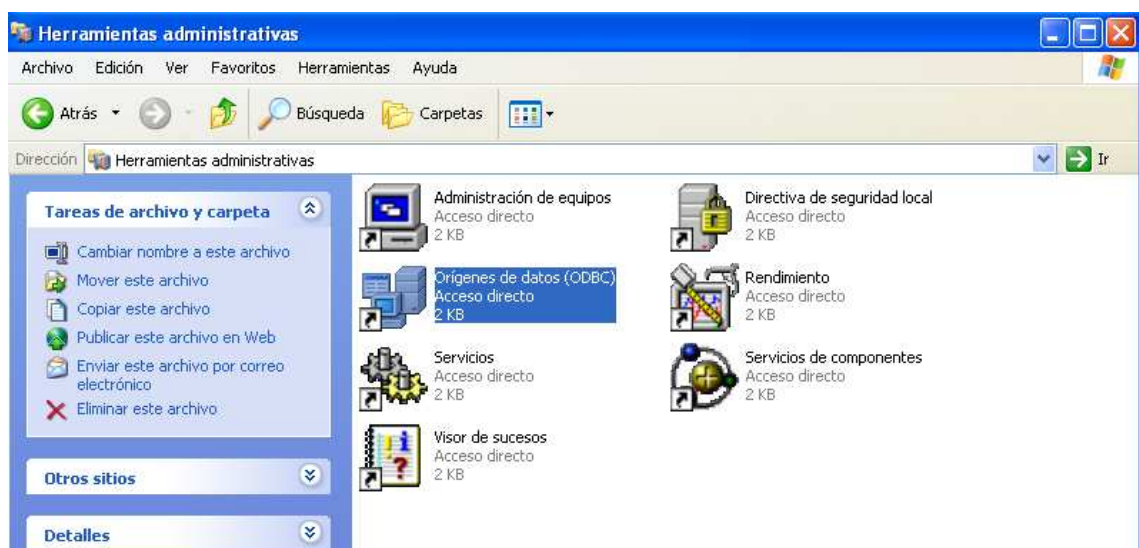 Herramientas administrativas
Archivo Edición Ver Favoritos Herramientas Ayuda
Atrás Búsqueda Carpetas
Dirección Herramientas administrativas Ir
Tareas de archivo y carpeta
Cambiar nombre a este archivo
Mover este archivo
Copiar este archivo
Publicar este archivo en Web
Enviar este archivo por correo
electrónico
Eliminar este archivo
Otros sitios
Detalles
Administración de equipos
Acceso directo
2 KB
Directiva de seguridad local
Acceso directo
2 KB
Orígenes de datos (ODBC)
Acceso directo
2 KB
Rendimiento
Acceso directo
2 KB
Servicios
Acceso directo
2 KB
Servicios de componentes
Acceso directo
2 KB
Visor de sucesos
Acceso directo
2 KB